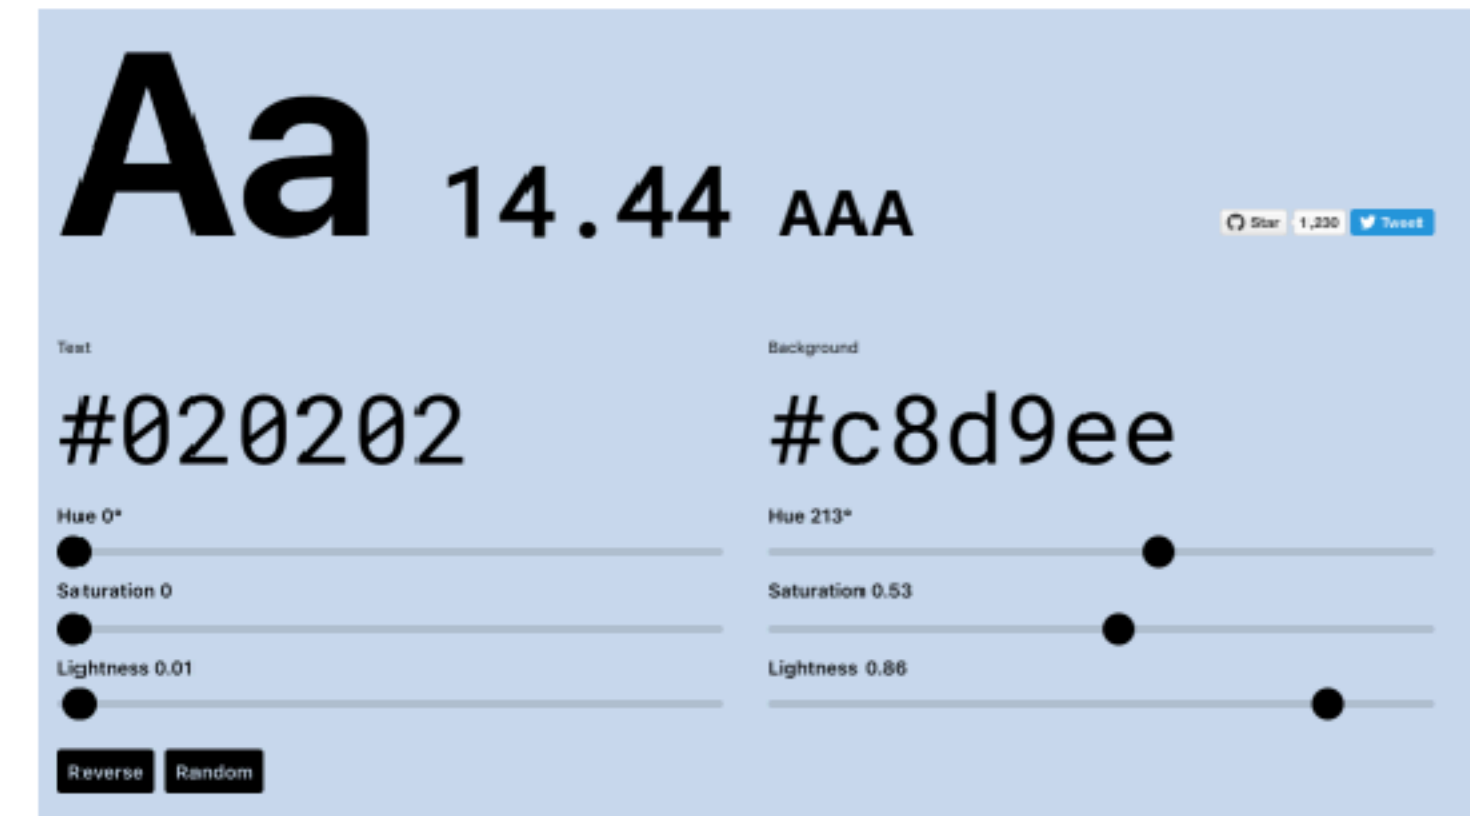 Aa 14.44 AAA
Star 1,230 Tweet
Text
#020202
Hue 0°
Saturation 0
Lightness 0.01
Background
#c8d9ee
Hue 213°
Saturation 0.53
Lightness 0.86
Reverse Random